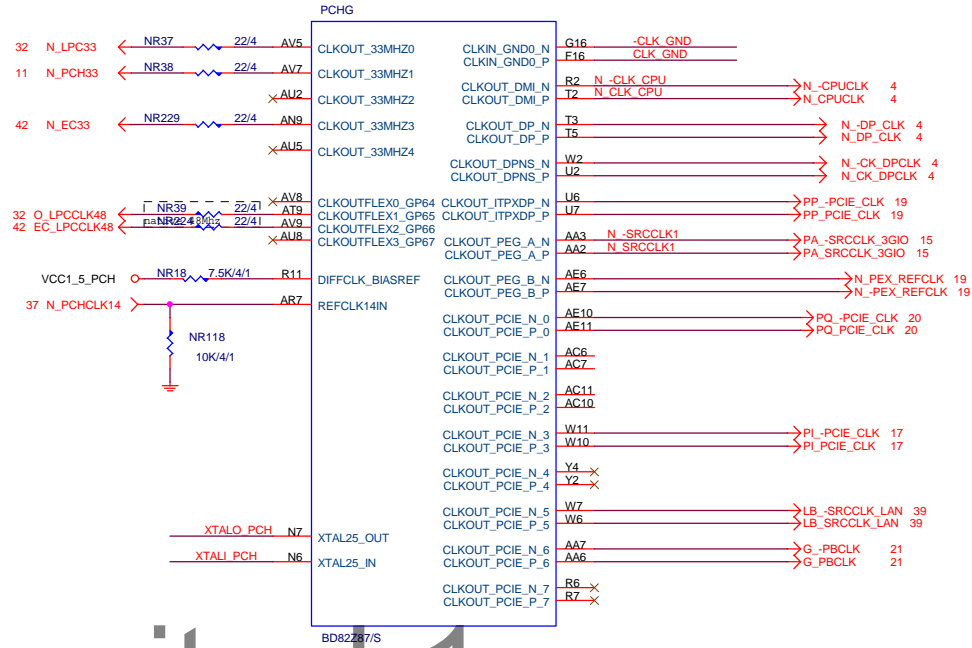 PCHG
32 N_LPC33 NR37 22/4 AV5 CLKOUT_33MHZ0
11 N_PCH33 NR38 22/4 AV7 CLKOUT_33MHZ1
AU2 CLKOUT_33MHZ2
42 N_EC33 NR229 22/4 AN9 CLKOUT_33MHZ3
AU5 CLKOUT_33MHZ4
AV8 CLKOUTFLEX0_GP64
32 O_LPCCLK48 NR39 22/4 AT9 CLKOUTFLEX1_GP65
42 EC_LPCCLK48 22/4 AV9 CLKOUTFLEX2_GP66
AU8 CLKOUTFLEX3_GP67
VCC1_5_PCH NR18 7.5K/4/1 R11 DIFFCLK_BIASREF
37 N_PCHCLK14 AR7 REFCLK14IN
NR118
10K/4/1
XTALO_PCH N7 XTAL25_OUT
XTALI_PCH N6 XTAL25_IN
CLKIN_GND0_N G16 -CLK_GND
CLKIN_GND0_P F16 CLK_GND
CLKOUT_DMI_N R2 N_-CLK_CPU N_-CPUCLK 4
CLKOUT_DMI_P T2 N_CLK_CPU N_CPUCLK 4
CLKOUT_DP_N T3 N_-DP_CLK 4
CLKOUT_DP_P T5 N_DP_CLK 4
CLKOUT_DPNS_N W2 N_-CK_DPCLK 4
CLKOUT_DPNS_P U2 N_CK_DPCLK 4
CLKOUT_ITPXDP_N U6 PP_-PCIE_CLK 19
CLKOUT_ITPXDP_P U7 PP_PCIE_CLK 19
CLKOUT_PEG_A_N AA3 N_-SRCCLK1 PA_-SRCCLK_3GIO 15
CLKOUT_PEG_A_P AA2 N_SRCCLK1 PA_SRCCLK_3GIO 15
CLKOUT_PEG_B_N AE6 N_PEX_REFCLK 19
CLKOUT_PEG_B_P AE7 N_-PEX_REFCLK 19
CLKOUT_PCIE_N_0 AE10 PQ_-PCIE_CLK 20
CLKOUT_PCIE_P_0 AE11 PQ_PCIE_CLK 20
CLKOUT_PCIE_N_1 AC6
CLKOUT_PCIE_P_1 AC7
CLKOUT_PCIE_N_2 AC11
CLKOUT_PCIE_P_2 AC10
CLKOUT_PCIE_N_3 W11 PI_-PCIE_CLK 17
CLKOUT_PCIE_P_3 W10 PI_PCIE_CLK 17
CLKOUT_PCIE_N_4 Y4
CLKOUT_PCIE_P_4 Y2
CLKOUT_PCIE_N_5 W7 LB_-SRCCLK_LAN 39
CLKOUT_PCIE_P_5 W6 LB_SRCCLK_LAN 39
CLKOUT_PCIE_N_6 AA7 G_-PBCLK 21
CLKOUT_PCIE_P_6 AA6 G_PBCLK 21
CLKOUT_PCIE_N_7 R6
CLKOUT_PCIE_P_7 R7
BD82Z87/S